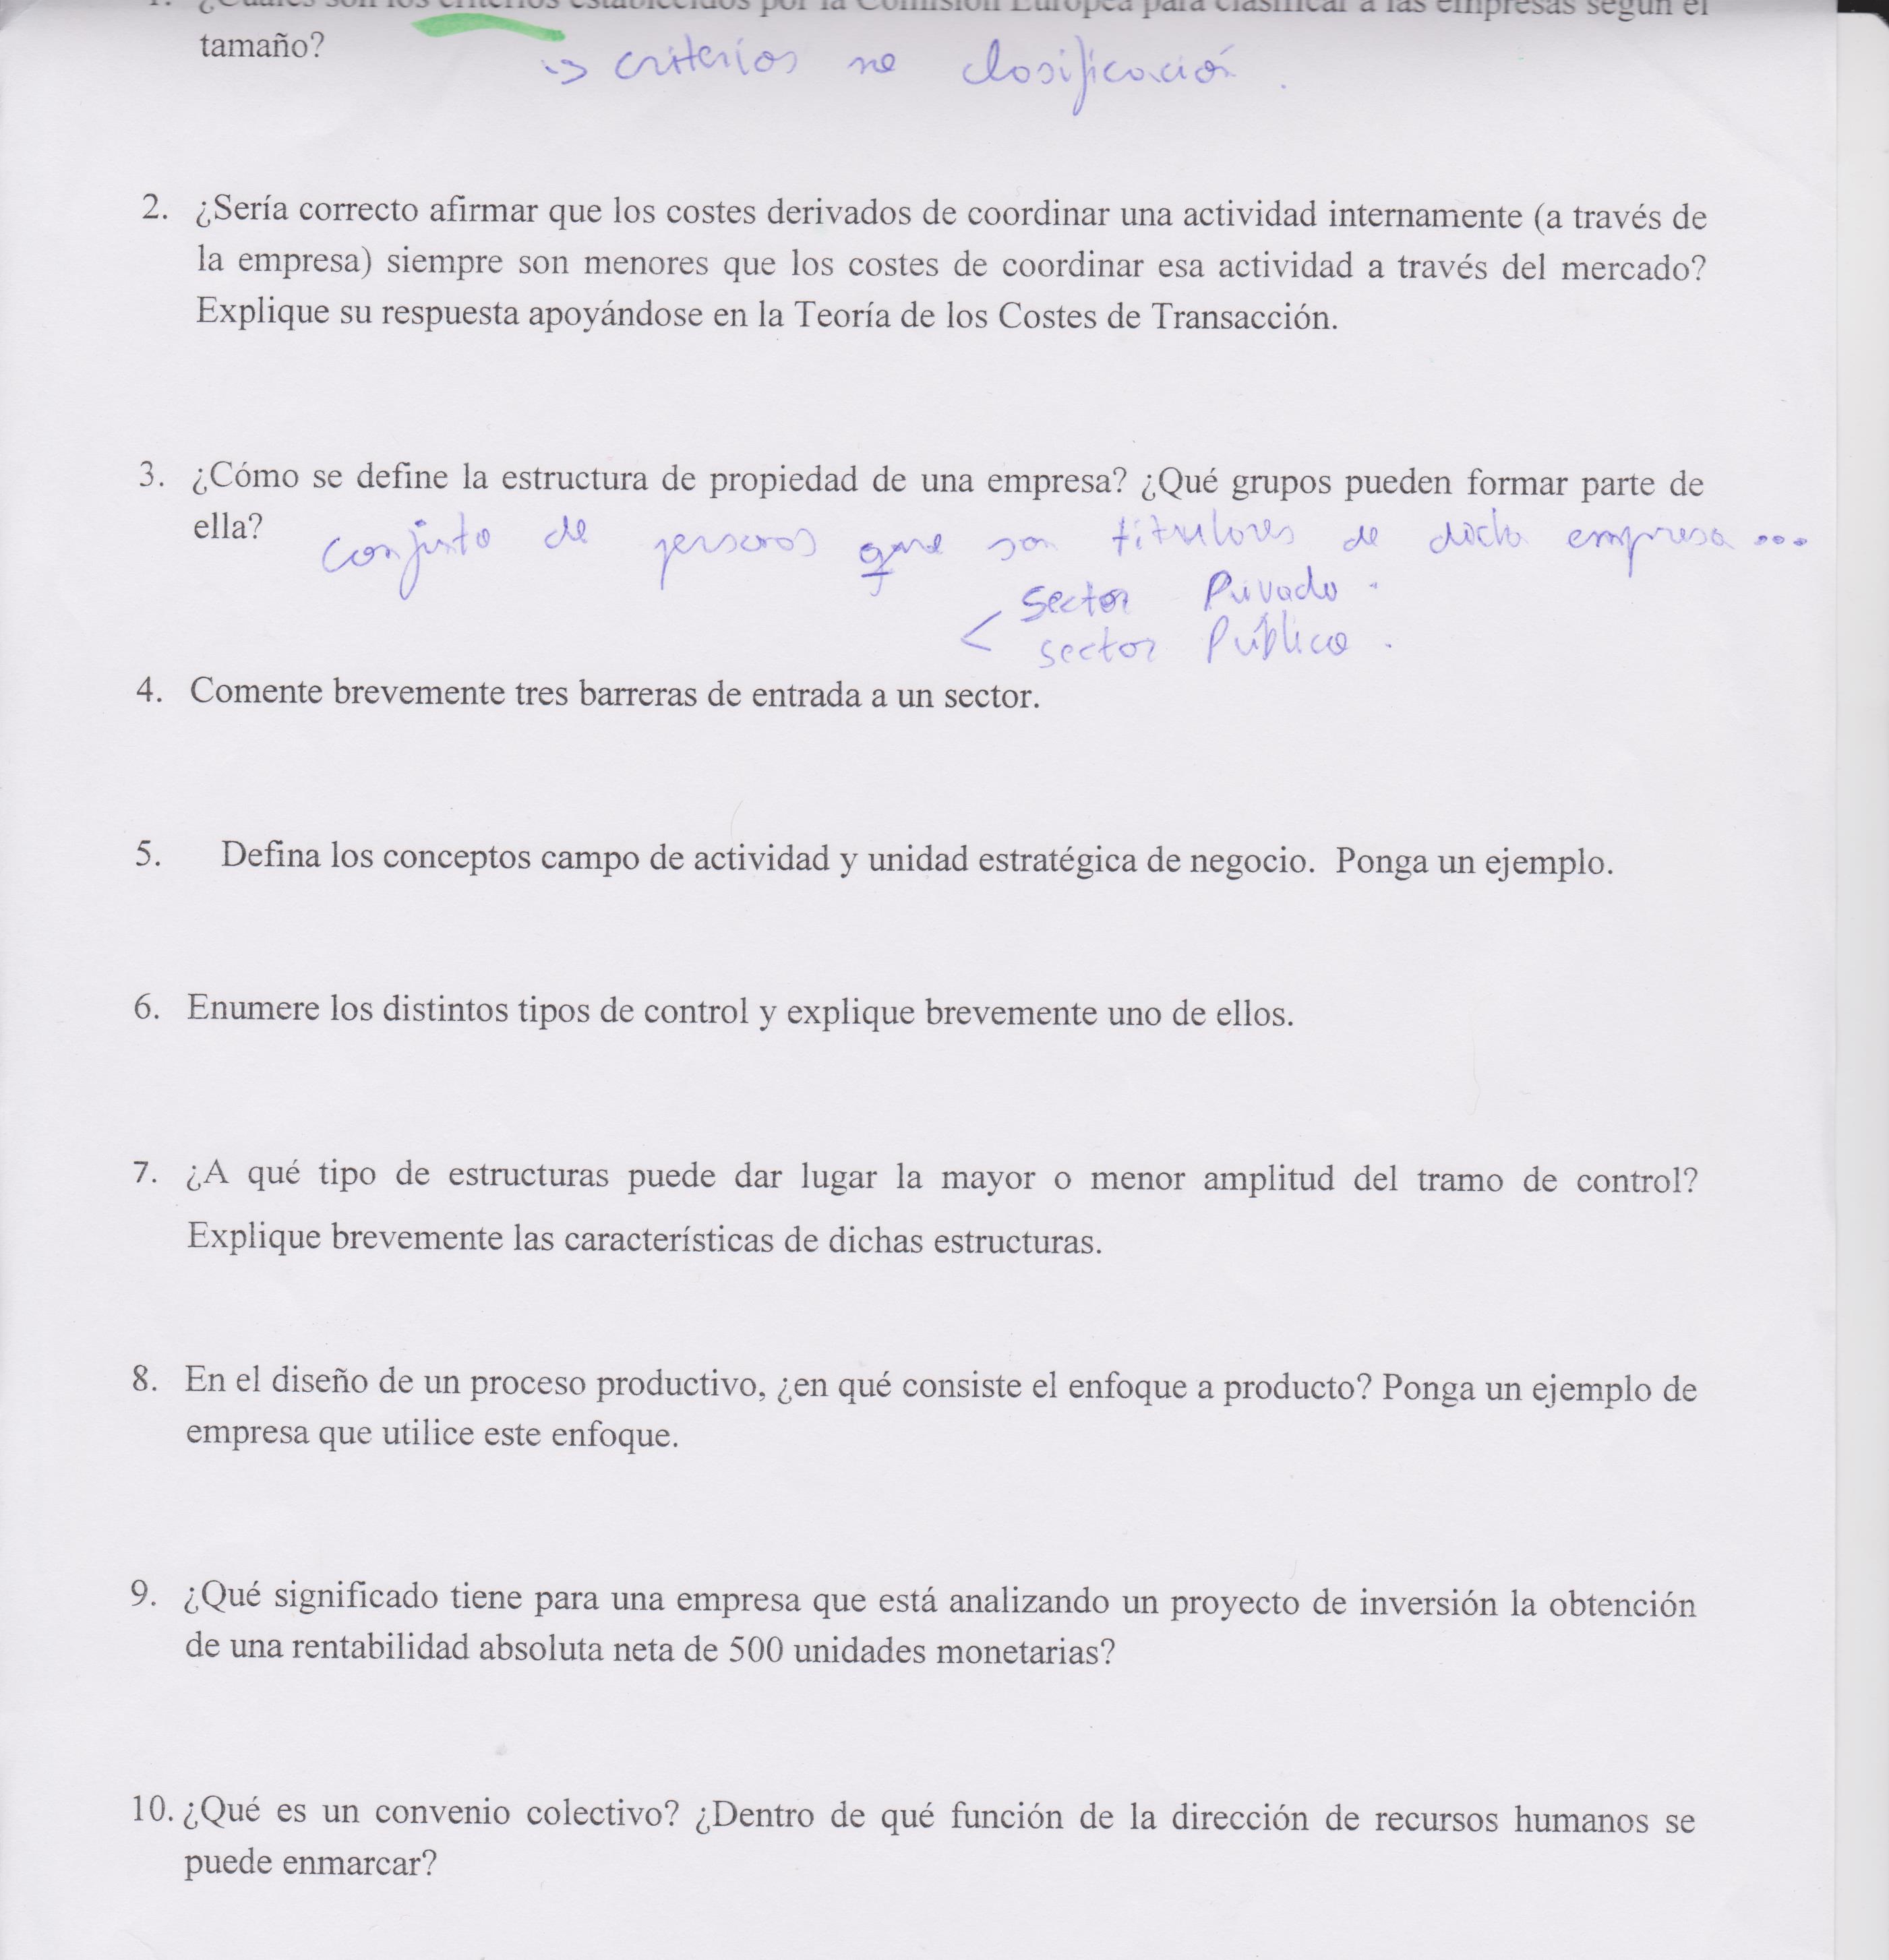 1. ¿Cuáles son los criterios establecidos por la Comisión Europea para clasificar a las empresas según el
tamaño?
criterios no clasificación.
2. ¿Sería correcto afirmar que los costes derivados de coordinar una actividad internamente (a través de
la empresa) siempre son menores que los costes de coordinar esa actividad a través del mercado?
Explique su respuesta apoyándose en la Teoría de los Costes de Transacción.
3. ¿Cómo se define la estructura de propiedad de una empresa? ¿Qué grupos pueden formar parte de
ella?
conjunto de personas que son titulares de dicha empresa ...
< Sector Privado.
sector Público.
4. Comente brevemente tres barreras de entrada a un sector.
5. Defina los conceptos campo de actividad y unidad estratégica de negocio. Ponga un ejemplo.
6. Enumere los distintos tipos de control y explique brevemente uno de ellos.
7. ¿A qué tipo de estructuras puede dar lugar la mayor o menor amplitud del tramo de control?
Explique brevemente las características de dichas estructuras.
8. En el diseño de un proceso productivo, ¿en qué consiste el enfoque a producto? Ponga un ejemplo de
empresa que utilice este enfoque.
9. ¿Qué significado tiene para una empresa que está analizando un proyecto de inversión la obtención
de una rentabilidad absoluta neta de 500 unidades monetarias?
10. ¿Qué es un convenio colectivo? ¿Dentro de qué función de la dirección de recursos humanos se
puede enmarcar?